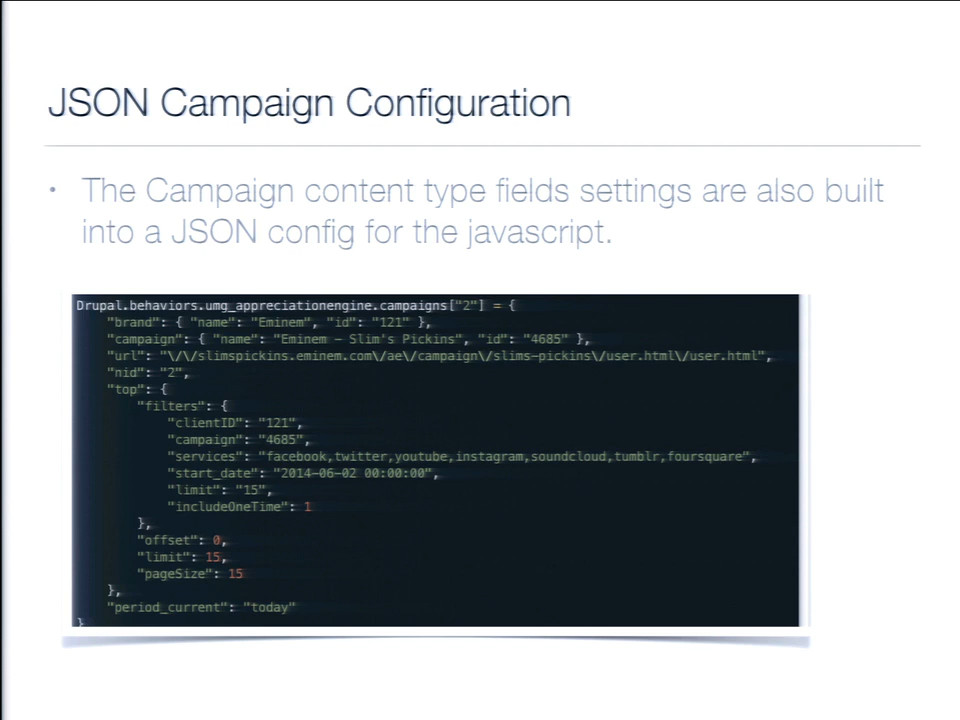 JSON Campaign Configuration
• The Campaign content type fields settings are also built
into a JSON config for the javascript.
Drupal.behaviors.umg_appreciationengine.campaigns["2"] = {
    "brand": { "name": "Eminem", "id": "121" },
    "campaign": { "name": "Eminem - Slim's Pickins", "id": "4685" },
    "url": "\/\/slimspickins.eminem.com\/ae\/campaign\/slims-pickins\/user.html\/user.html",
    "nid": "2",
    "top": {
        "filters": {
            "clientID": "121",
            "campaign": "4685",
            "services": "facebook,twitter,youtube,instagram,soundcloud,tumblr,foursquare",
            "start_date": "2014-06-02 00:00:00",
            "limit": "15",
            "includeOneTime": 1
        },
        "offset": 0,
        "limit": 15,
        "pageSize": 15
    },
    "period_current": "today"
}